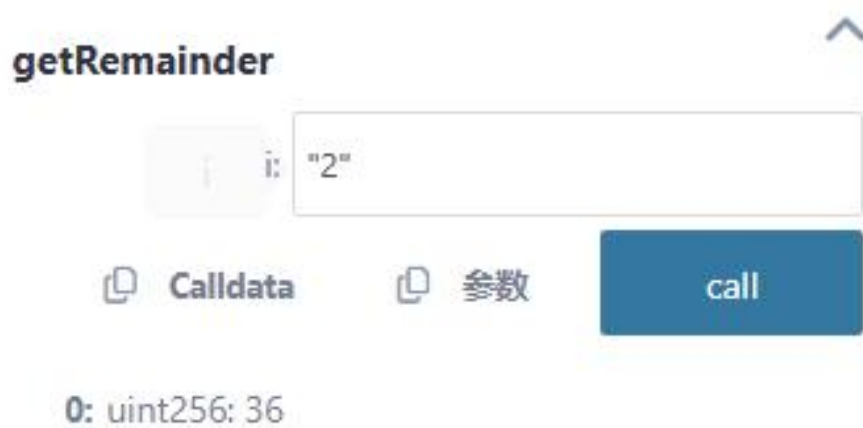 getRemainder
i: "2"
Calldata 参数 call
0: uint256: 36